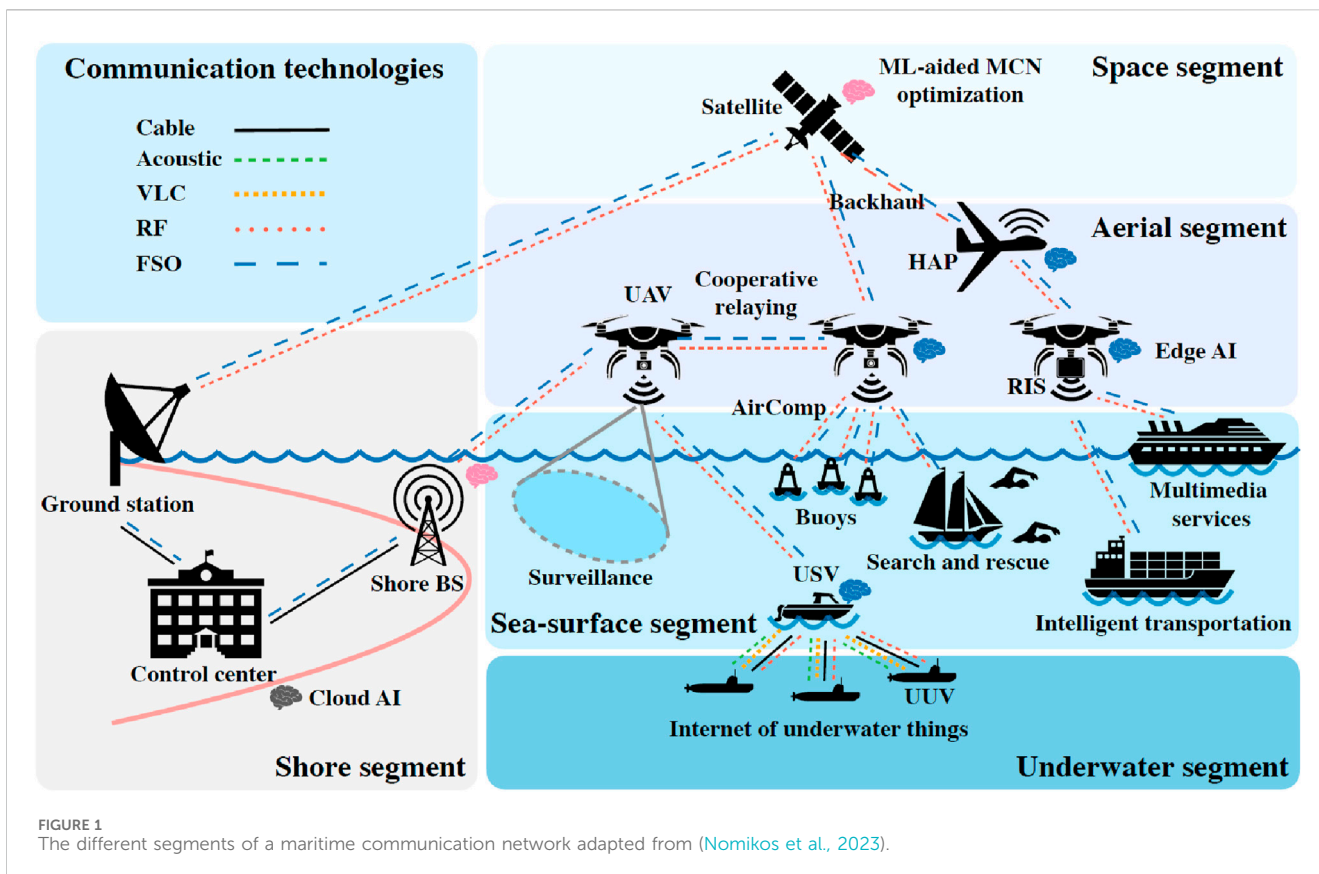 Communication technologies
Cable
Acoustic
VLC
RF
FSO
Space segment
ML-aided MCN
optimization
Satellite
Backhaul
Aerial segment
HAP
UAV
Cooperative
relaying
Edge AI
RIS
AirComp
Ground station
Shore BS
Control center
Cloud AI
Shore segment
Surveillance
Buoys
Search and rescue
Multimedia
services
Intelligent transportation
USV
Sea-surface segment
UUV
Internet of underwater things
Underwater segment
FIGURE 1
The different segments of a maritime communication network adapted from (Nomikos et al., 2023).